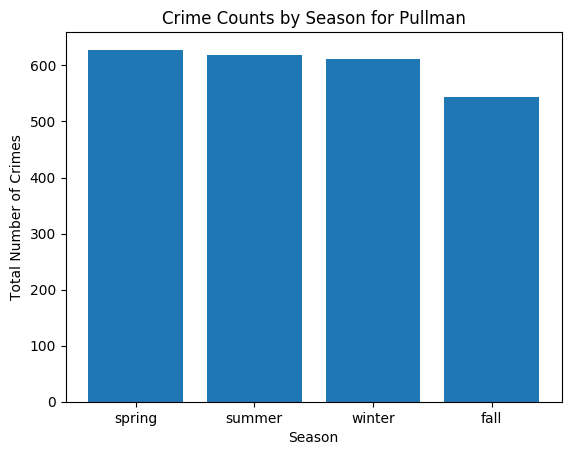 Crime Counts by Season for Pullman
Total Number of Crimes
600
500
400
300
200
100
0
spring summer winter fall
Season